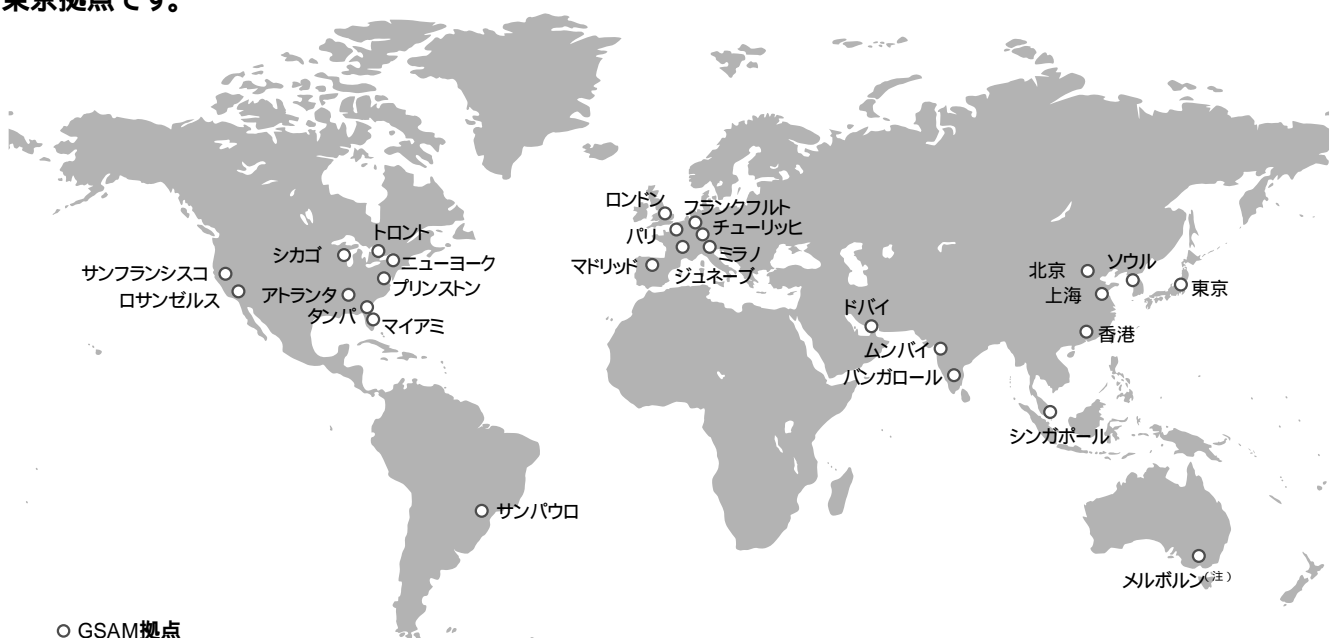 東京拠点です。
ロンドン
フランクフルト
パリ
チューリッヒ
トロント
シカゴ
ニューヨーク
ミラノ
マドリッド
ジュネーブ
サンフランシスコ
プリンストン
ロサンゼルス
アトランタ
タンパ
マイアミ
北京
ソウル
上海
東京
ドバイ
香港
ムンバイ
バンガロール
シンガポール
サンパウロ
メルボルン(注)
GSAM拠点